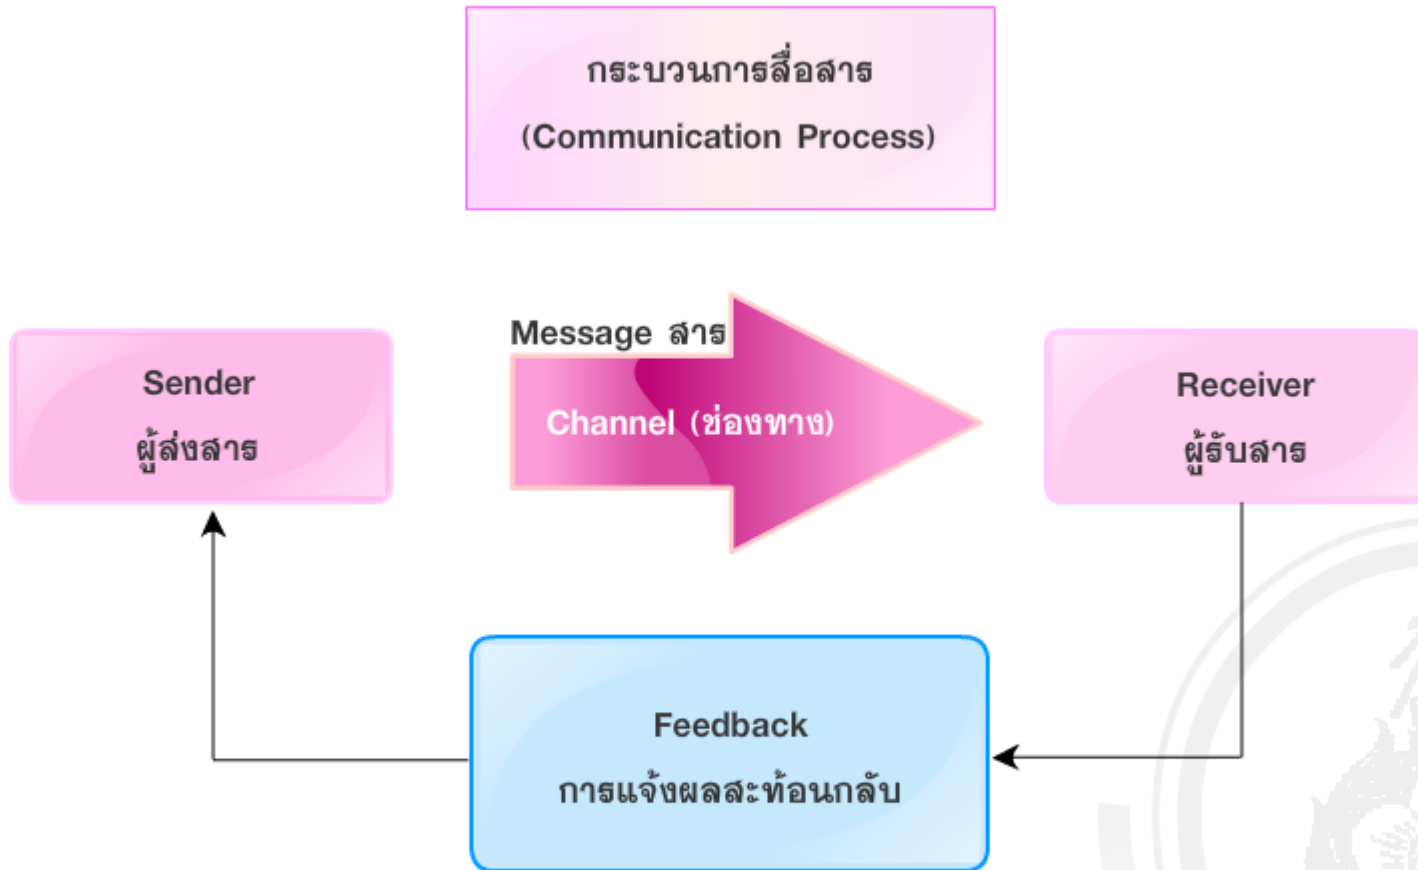 กระบวนการสื่อสาร
(Communication Process)
Message สาร
Sender
ผู้ส่งสาร
Channel (ช่องทาง)
Receiver
ผู้รับสาร
Feedback
การแจ้งผลสะท้อนกลับ